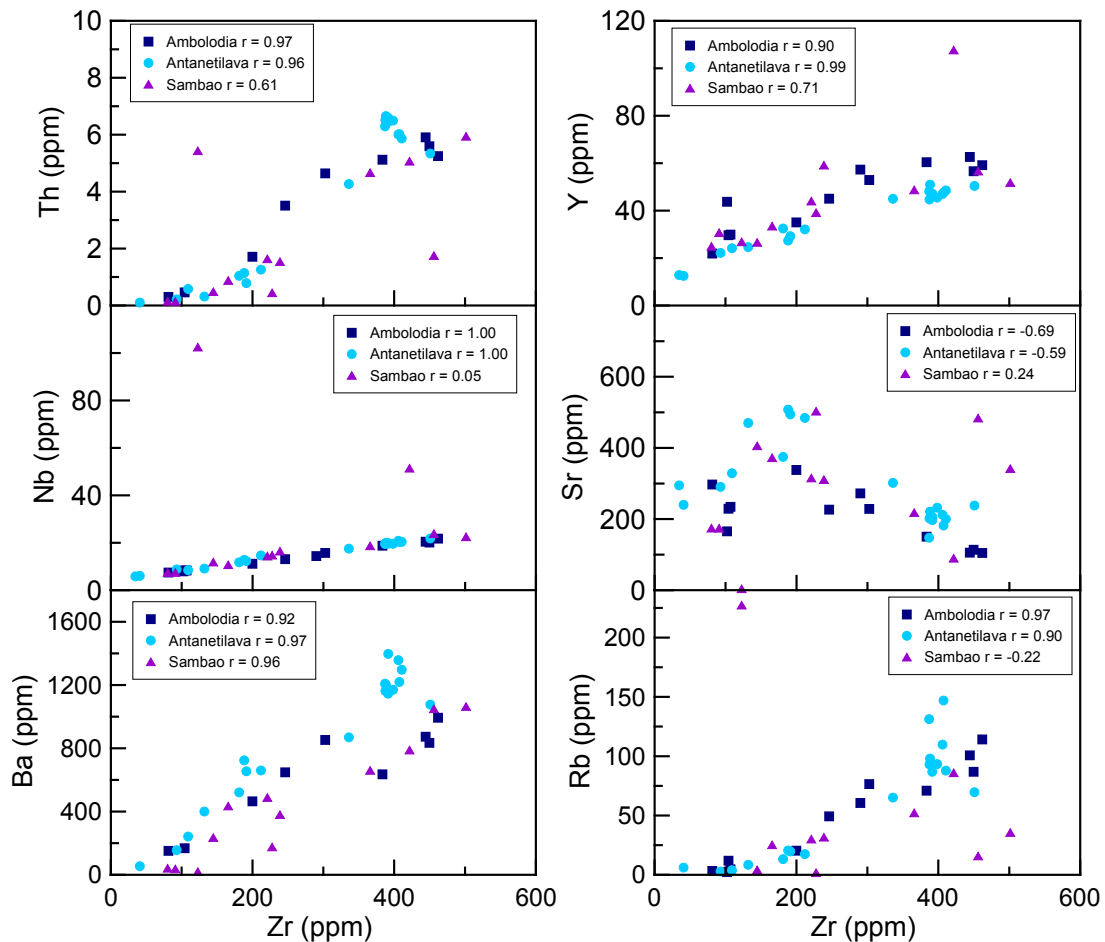 10
8
6
4
2
0
Th (ppm)
Ambolodia r = 0.97
Antanetilava r = 0.96
Sambao r = 0.61
120
80
40
0
Y (ppm)
Ambolodia r = 0.90
Antanetilava r = 0.99
Sambao r = 0.71
80
40
0
Nb (ppm)
Ambolodia r = 1.00
Antanetilava r = 1.00
Sambao r = 0.05
600
400
200
0
Sr (ppm)
Ambolodia r = -0.69
Antanetilava r = -0.59
Sambao r = 0.24
1600
1200
800
400
0
Ba (ppm)
Ambolodia r = 0.92
Antanetilava r = 0.97
Sambao r = 0.96
0 200 400 600
Zr (ppm)
200
150
100
50
0
Rb (ppm)
Ambolodia r = 0.97
Antanetilava r = 0.90
Sambao r = -0.22
0 200 400 600
Zr (ppm)